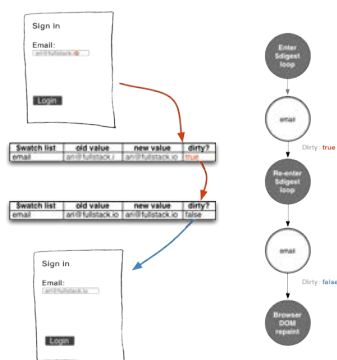 Sign in
Email:
ari@fullstack.io
Login
$watch list old value new value dirty?
email ari@fullstack.i ari@fullstack.io true
$watch list old value new value dirty?
email ari@fullstack.io ari@fullstack.io false
Sign in
Email:
ari@fullstack.io
Login
Enter
$digest
loop
email
Dirty: true
Re-enter
$digest
loop
email
Dirty: false
Browser
DOM
repaint